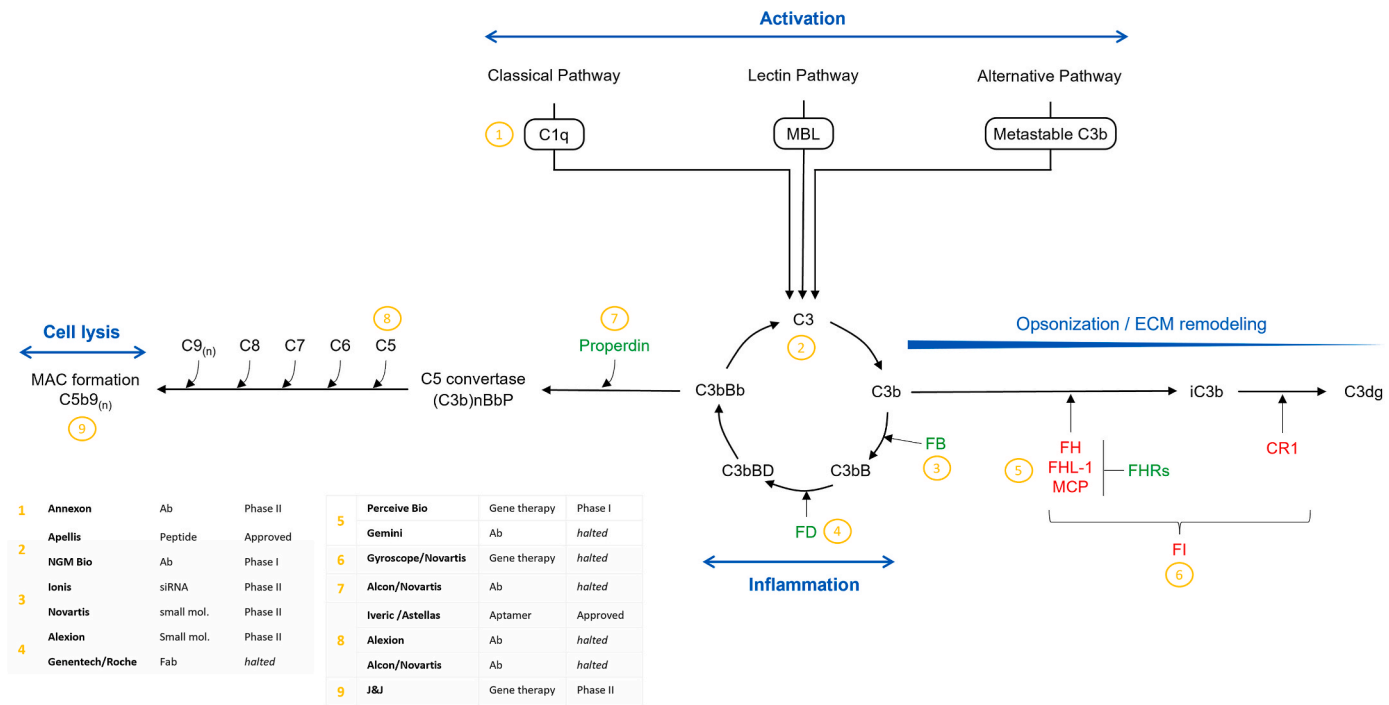 Activation
Classical Pathway
Lectin Pathway
Alternative Pathway
1
C1q
MBL
Metastable C3b
Cell lysis
MAC formation
C5b9(n)
9
C9(n)
C8
C7
C6
8
C5
C5 convertase
(C3b)nBbP
7
Properdin
C3bBb
C3
2
C3b
FB
3
C3bB
C3bBD
FD
4
Inflammation
Opsonization / ECM remodeling
iC3b
C3dg
5
FH
FHL-1
MCP
FHRs
CR1
FI
6
1 Annexon Ab Phase II
2
Apellis Peptide Approved
NGM Bio Ab Phase I
3
Ionis siRNA Phase II
Novartis small mol. Phase II
4
Alexion Small mol. Phase II
Genentech/Roche Fab halted
5
Perceive Bio Gene therapy Phase I
Gemini Ab halted
6 Gyroscope/Novartis Gene therapy halted
7 Alcon/Novartis Ab halted
8
Iveric /Astellas Aptamer Approved
Alexion Ab halted
Alcon/Novartis Ab halted
9 J&J Gene therapy Phase II